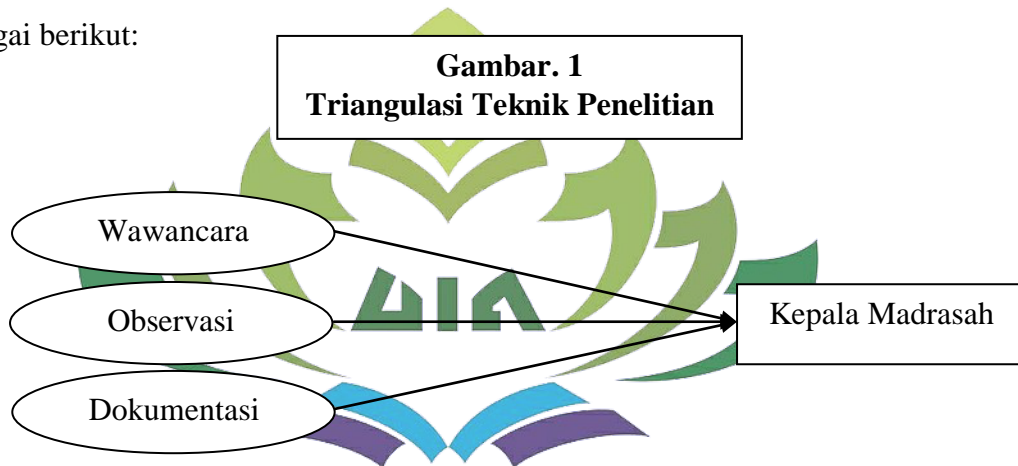 gai berikut:
Gambar. 1
Triangulasi Teknik Penelitian
Wawancara
Observasi
Kepala Madrasah
Dokumentasi